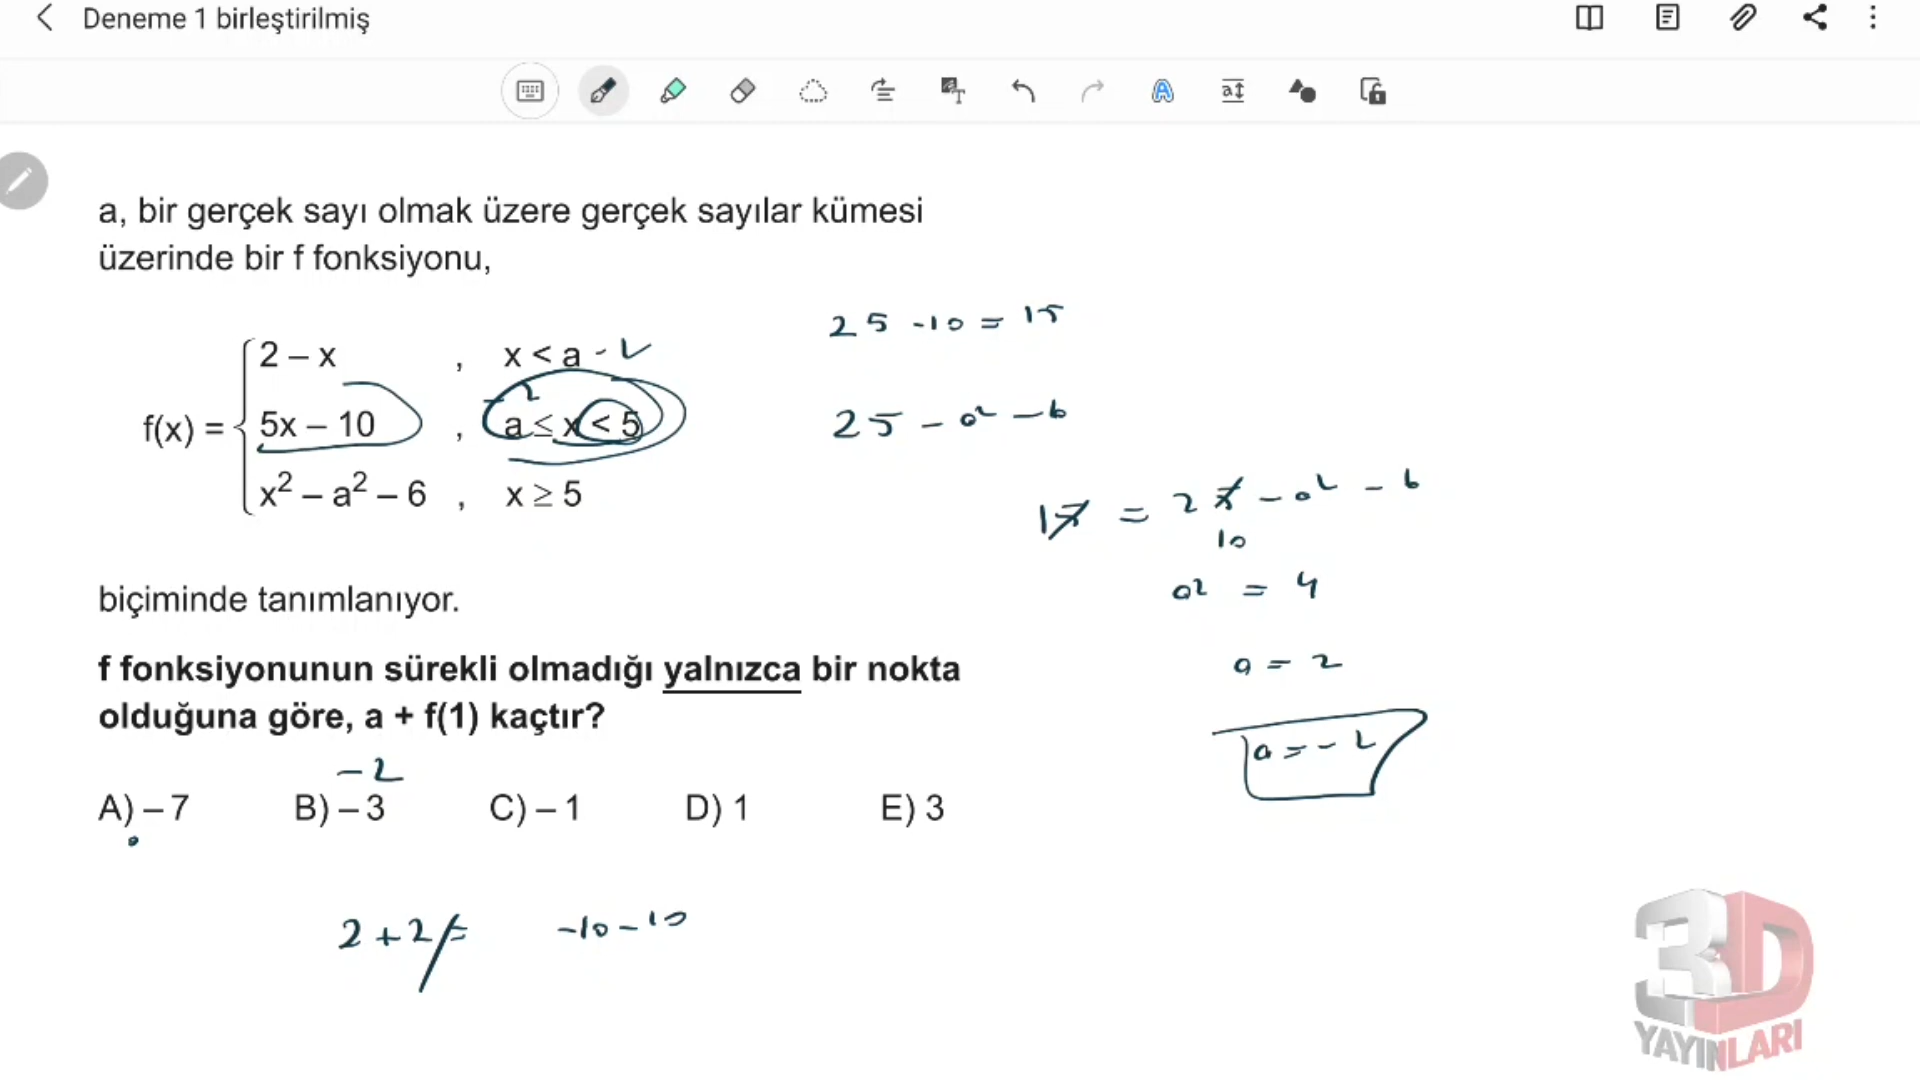 Deneme 1 birleştirilmiş
a, bir gerçek sayı olmak üzere gerçek sayılar kümesi
üzerinde bir f fonksiyonu,
25 - 10 = 15
2 – x , x < a - 2
- 2
f(x) = 5x – 10 , a ≤ x < 5
25 - a² - 6
x² – a² – 6 , x ≥ 5
15 = 25 - a² - 6
10
a² = 4
biçiminde tanımlanıyor.
a = 2
f fonksiyonunun sürekli olmadığı yalnızca bir nokta
olduğuna göre, a + f(1) kaçtır?
a = - 2
- 2
A) – 7 B) – 3 C) – 1 D) 1 E) 3
2 + 2 ≠ -10 - 10
3D
YAYINLARI